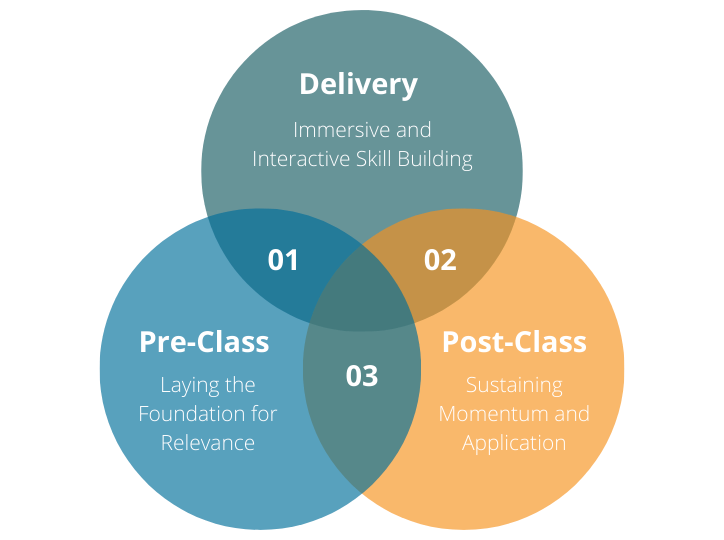 Delivery
Immersive and
Interactive Skill Building
01
02
Pre-Class
Laying the
Foundation for
Relevance
03
Post-Class
Sustaining
Momentum and
Application